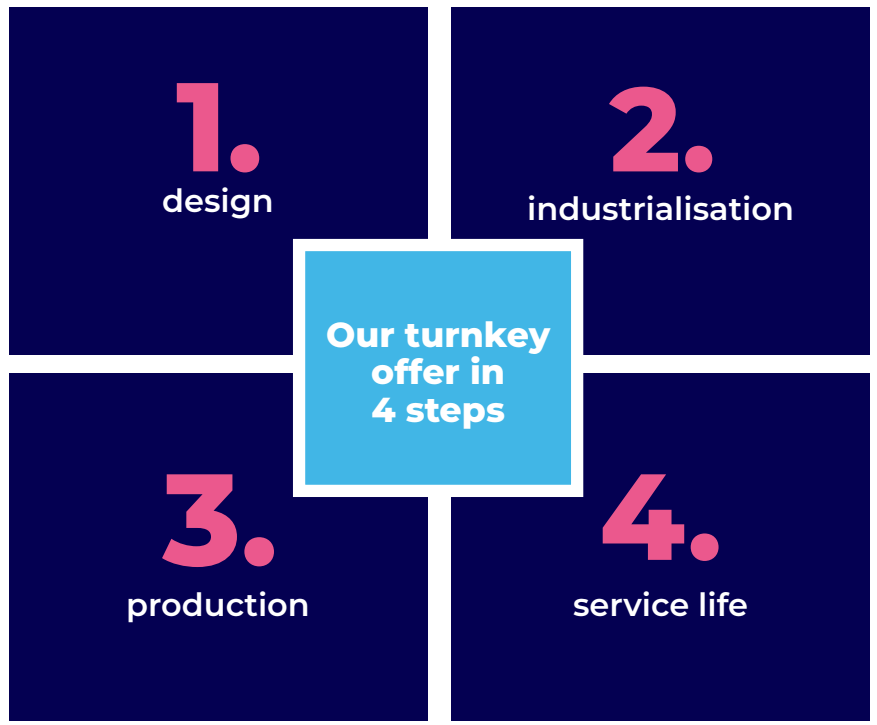 1.
design
2.
industrialisation
Our turnkey
offer in
4 steps
3.
production
4.
service life